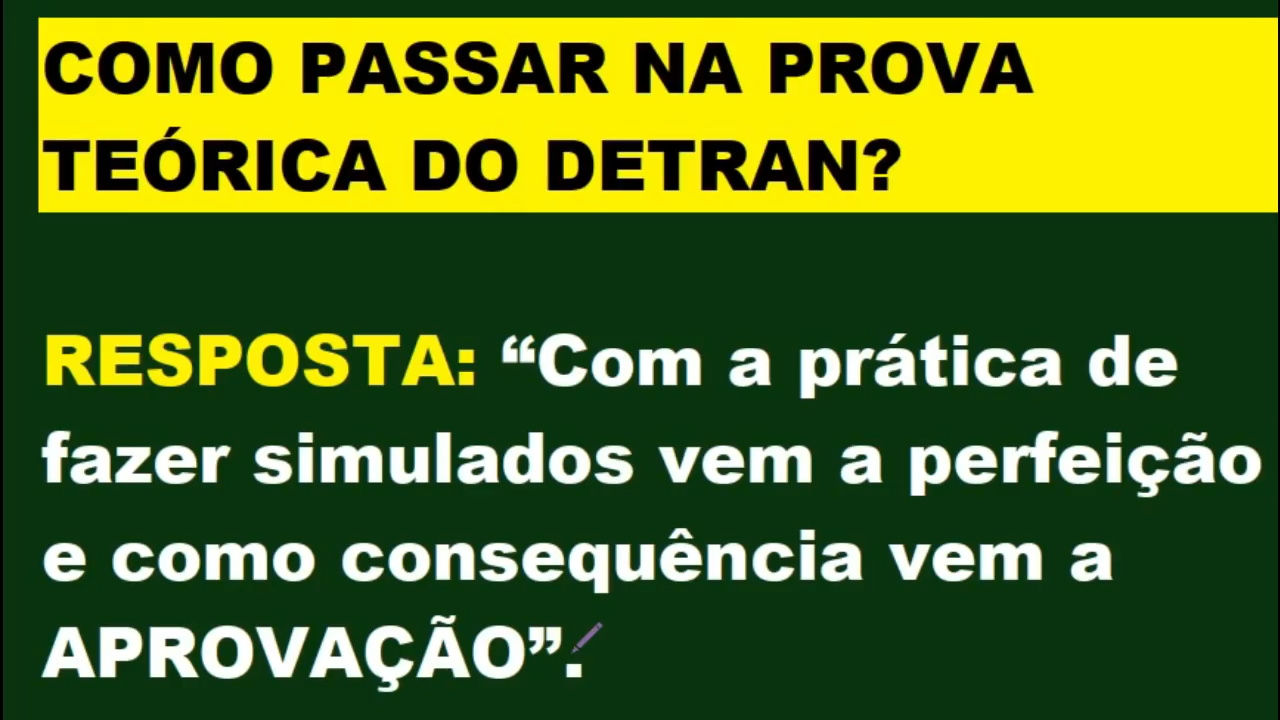 COMO PASSAR NA PROVA
TEÓRICA DO DETRAN?
RESPOSTA: “Com a prática de
fazer simulados vem a perfeição
e como consequência vem a
APROVAÇÃO”.